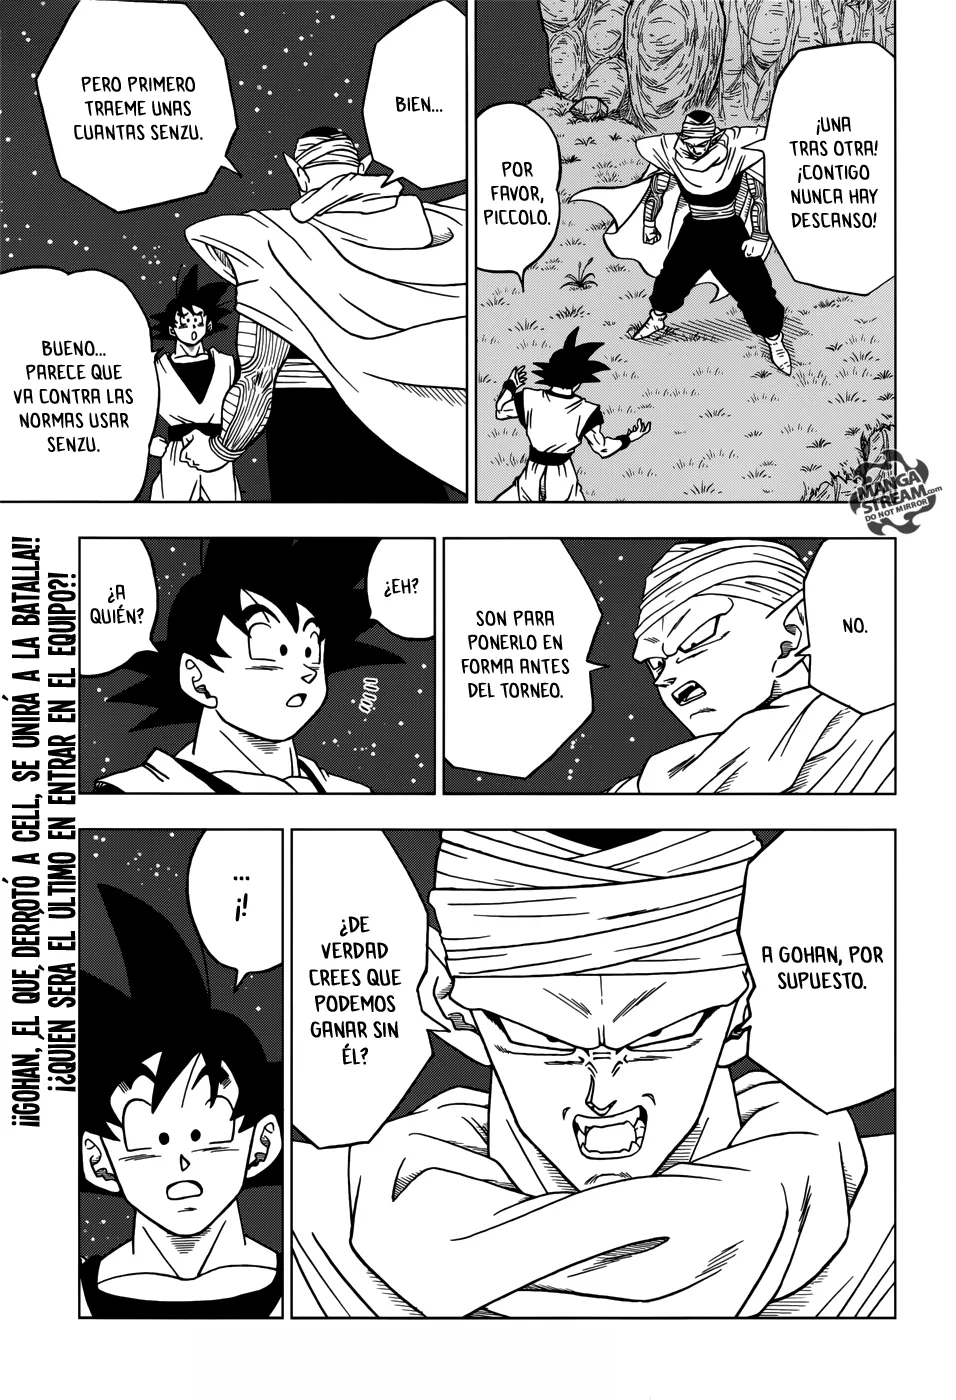 ¡UNA
TRAS OTRA!
¡CONTIGO
NUNCA HAY
DESCANSO!
POR
FAVOR,
PICCOLO.
BIEN...
PERO PRIMERO
TRAEME UNAS
CUANTAS SENZU.
BUENO...
PARECE QUE
VA CONTRA LAS
NORMAS USAR
SENZU.
MANGA
STREAM.com
DO NOT MIRROR
NO.
SON PARA
PONERLO EN
FORMA ANTES
DEL TORNEO.
¿EH?
¿A
QUIÉN?
A GOHAN, POR
SUPUESTO.
¿DE
VERDAD
CREES QUE
PODEMOS
GANAR SIN
ÉL?
...
¡!
¡¡GOHAN, EL QUE, DERROTÓ A CELL, SE UNIRÁ A LA BATALLA!!
¡¿QUIÉN SERÁ EL ÚLTIMO EN ENTRAR EN EL EQUIPO?!